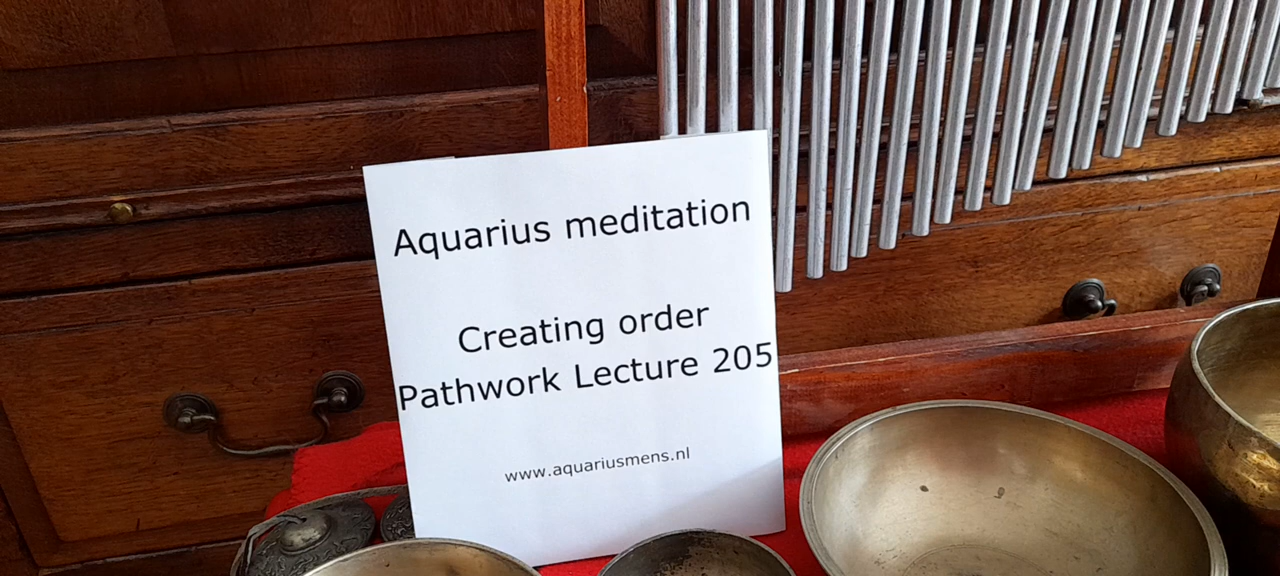 Aquarius meditation
Creating order
Pathwork Lecture 205
www.aquariusmens.nl